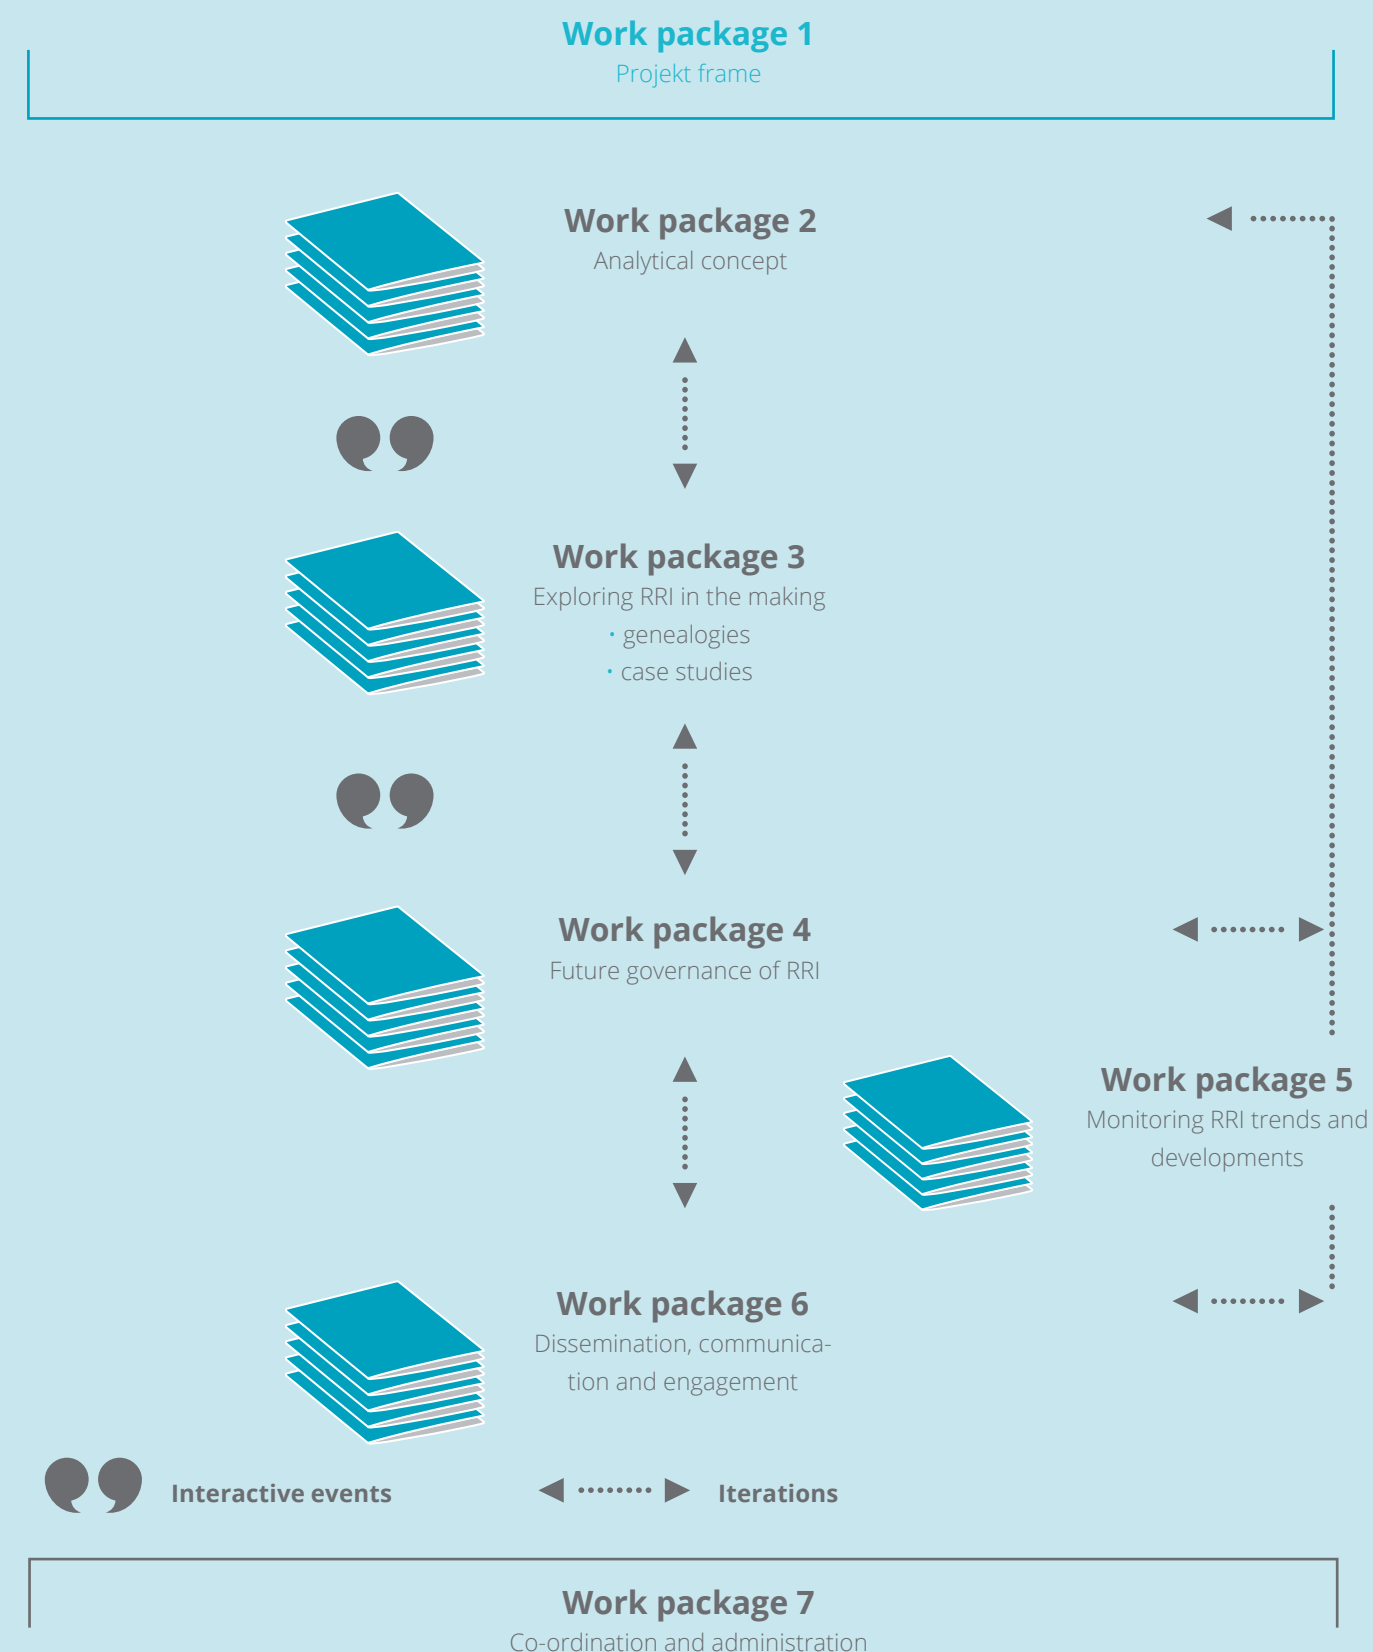 Work package 1
Projekt frame
Work package 2
Analytical concept
Work package 3
Exploring RRI in the making
• genealogies
• case studies
Work package 4
Future governance of RRI
Work package 5
Monitoring RRI trends and
developments
Work package 6
Dissemination, communica-
tion and engagement
Interactive events
Iterations
Work package 7
Co-ordination and administration